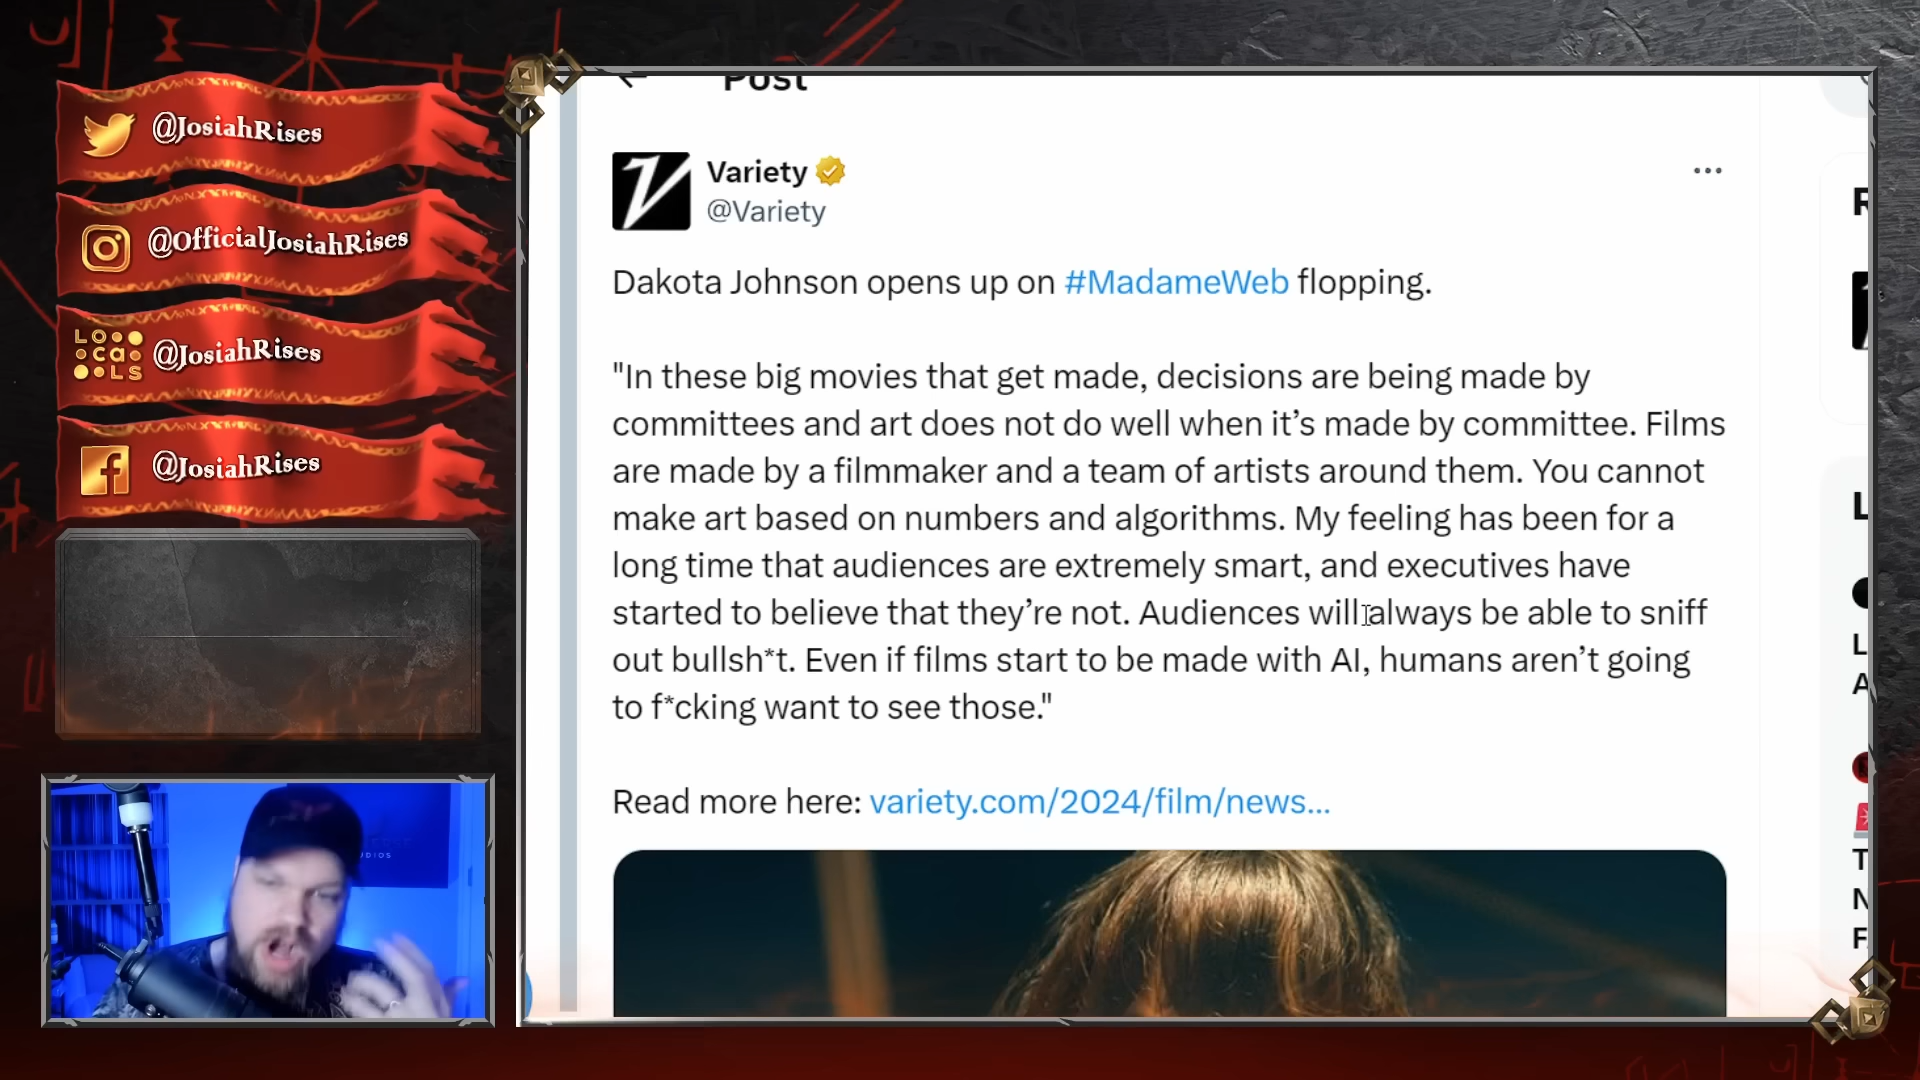 @JosiahRises
@OfficialJosiahRises
LO
CA
LS
@JosiahRises
@JosiahRises
Post
Variety
@Variety
Dakota Johnson opens up on #MadameWeb flopping.
"In these big movies that get made, decisions are being made by
committees and art does not do well when it’s made by committee. Films
are made by a filmmaker and a team of artists around them. You cannot
make art based on numbers and algorithms. My feeling has been for a
long time that audiences are extremely smart, and executives have
started to believe that they’re not. Audiences will always be able to sniff
out bullsh*t. Even if films start to be made with AI, humans aren’t going
to f*cking want to see those."
Read more here: variety.com/2024/film/news...
R
L
L
A
T
N
F